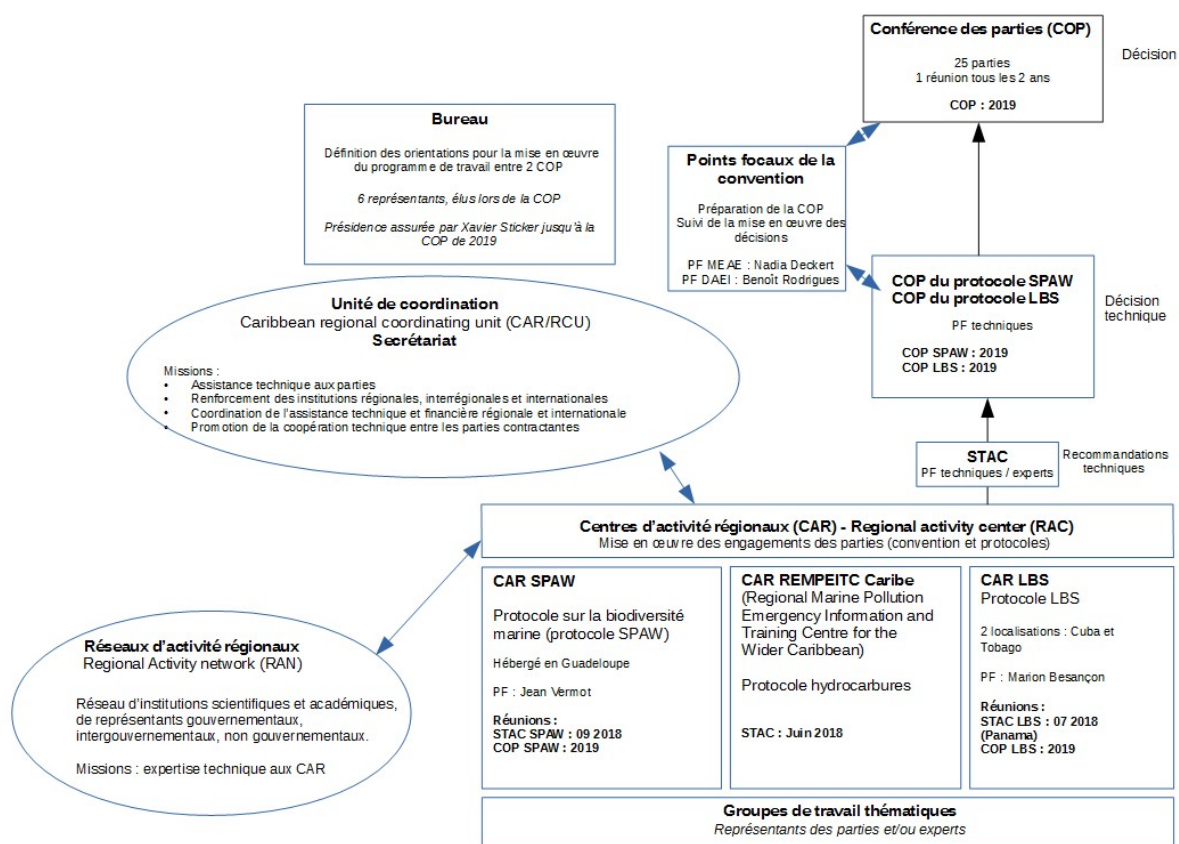 Conférence des parties (COP)
25 parties
1 réunion tous les 2 ans
COP : 2019
Décision
Bureau
Définition des orientations pour la mise en œuvre
du programme de travail entre 2 COP
6 représentants, élus lors de la COP
Présidence assurée par Xavier Sticker jusqu'à la
COP de 2019
Points focaux de la
convention
Préparation de la COP
Suivi de la mise en œuvre des
décisions
PF MEAE : Nadia Deckert
PF DAEI : Benoît Rodrigues
COP du protocole SPAW
COP du protocole LBS
PF techniques
COP SPAW : 2019
COP LBS : 2019
Décision
technique
Unité de coordination
Caribbean regional coordinating unit (CAR/RCU)
Secrétariat
Missions :
• Assistance technique aux parties
• Renforcement des institutions régionales, interrégionales et internationales
• Coordination de l'assistance technique et financière régionale et internationale
• Promotion de la coopération technique entre les parties contractantes
STAC
PF techniques / experts
Recommandations
techniques
Centres d'activité régionaux (CAR) - Regional activity center (RAC)
Mise en œuvre des engagements des parties (convention et protocoles)
CAR SPAW
Protocole sur la biodiversité
marine (protocole SPAW)
Hébergé en Guadeloupe
PF : Jean Vermot
Réunions :
STAC SPAW : 09 2018
COP SPAW : 2019
CAR REMPEITC Caribe
(Regional Marine Pollution
Emergency Information and
Training Centre for the
Wider Caribbean)
Protocole hydrocarbures
STAC : Juin 2018
CAR LBS
Protocole LBS
2 localisations : Cuba et
Tobago
PF : Marion Besançon
Réunions :
STAC LBS : 07 2018
(Panama)
COP LBS : 2019
Réseaux d'activité régionaux
Regional Activity network (RAN)
Réseau d'institutions scientifiques et académiques,
de représentants gouvernementaux,
intergouvernementaux, non gouvernementaux.
Missions : expertise technique aux CAR
Groupes de travail thématiques
Représentants des parties et/ou experts